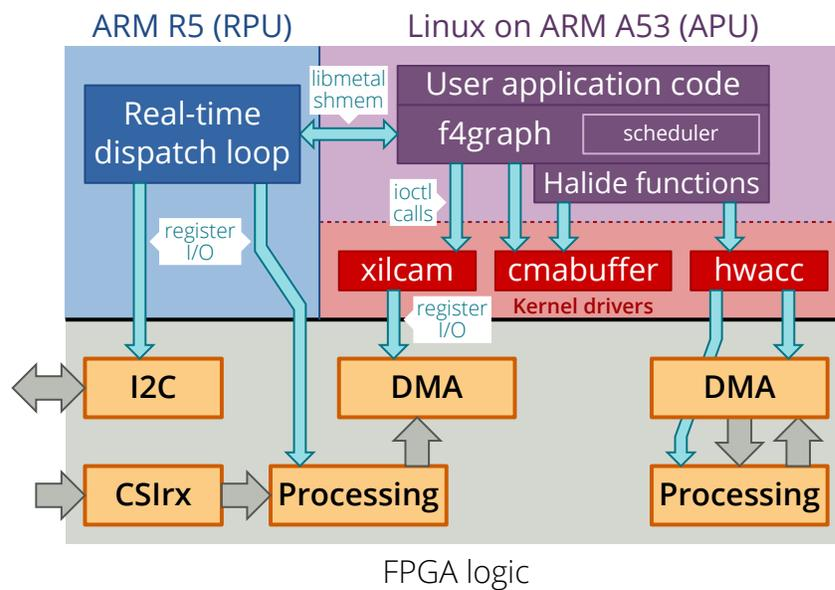 ARM R5 (RPU)
Linux on ARM A53 (APU)
libmetal
shmem
User application code
Real-time
dispatch loop
f4graph
scheduler
ioctl
calls
Halide functions
register
I/O
xilcam
cmabuffer
hwacc
Kernel drivers
register
I/O
I2C
DMA
DMA
CSIrx
Processing
Processing
FPGA logic